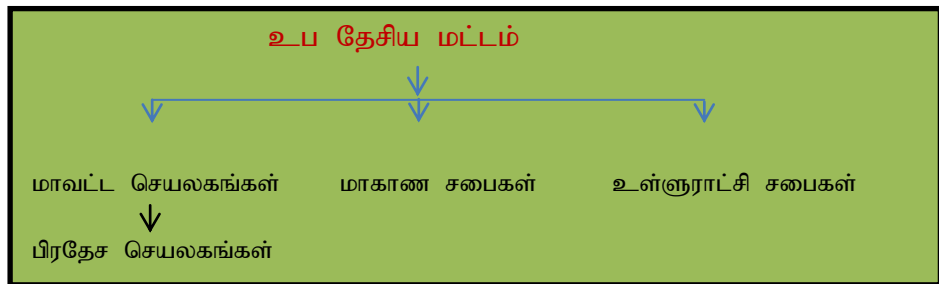 உப தேசிய மட்டம்
மாவட்ட செயலகங்கள் மாகாண சபைகள் உள்ளுராட்சி சபைகள்
பிரதேச செயலகங்கள்